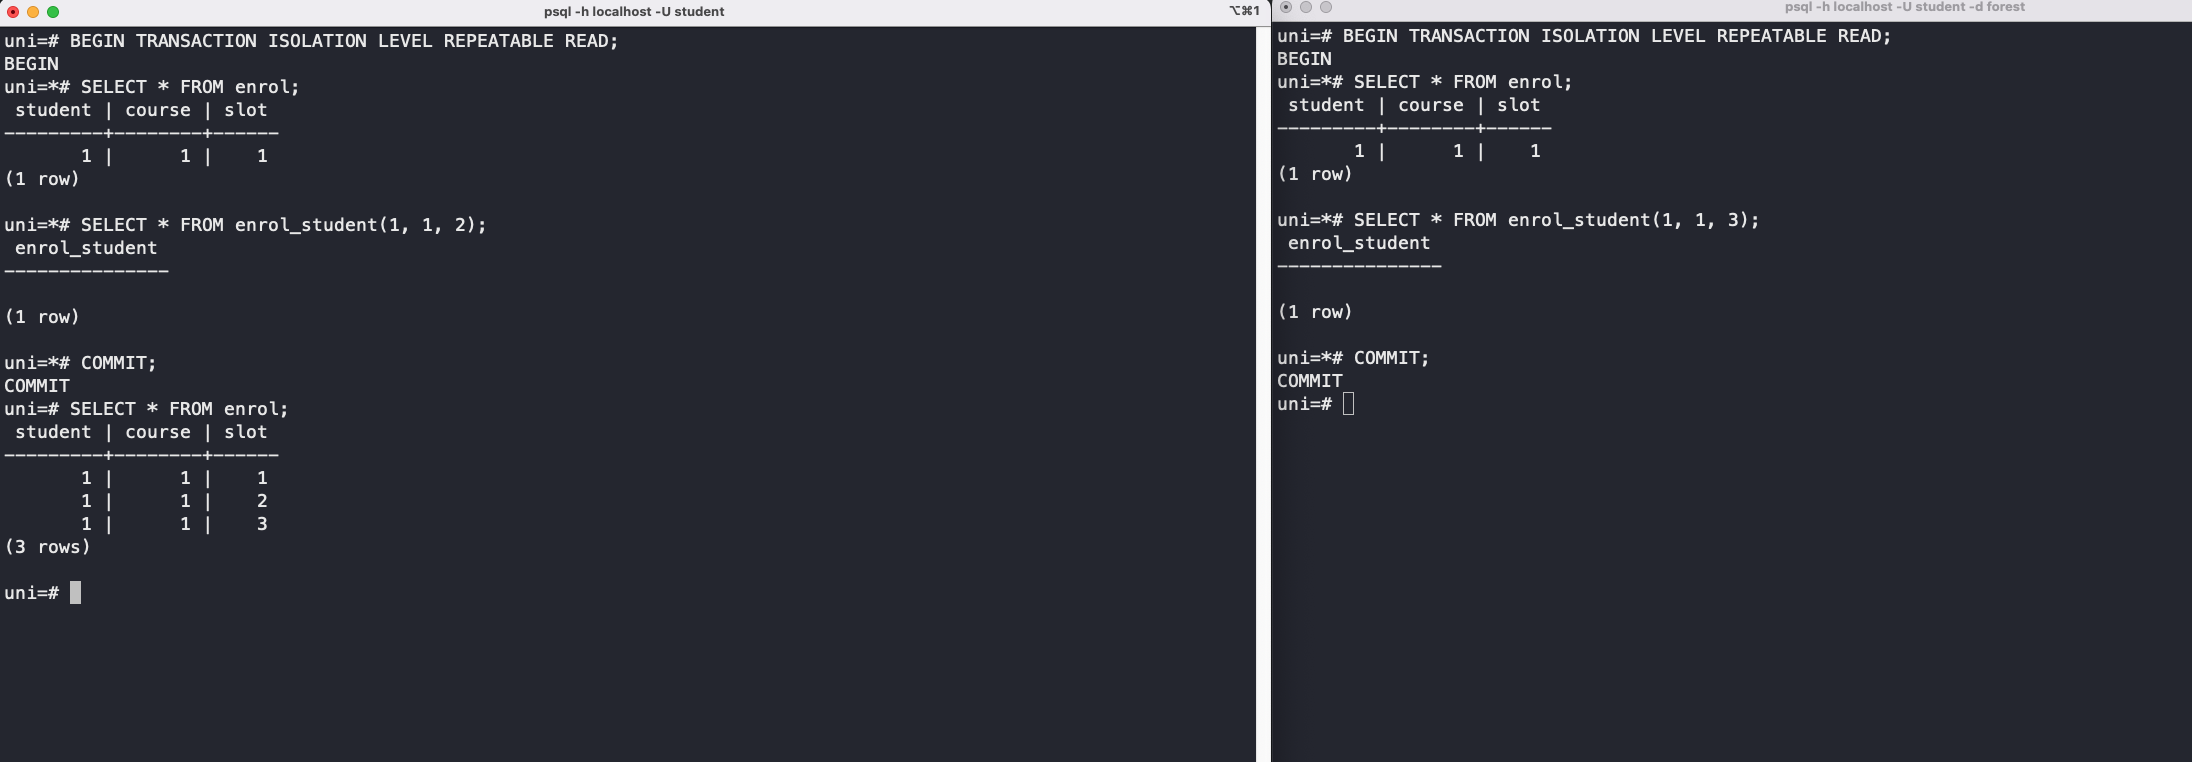 psql -h localhost -U student
⌥⌘1
uni=# BEGIN TRANSACTION ISOLATION LEVEL REPEATABLE READ;
BEGIN
uni=*# SELECT * FROM enrol;
 student | course | slot
---------+--------+------
       1 |      1 |    1
(1 row)
uni=*# SELECT * FROM enrol_student(1, 1, 2);
 enrol_student
---------------
(1 row)
uni=*# COMMIT;
COMMIT
uni=# SELECT * FROM enrol;
 student | course | slot
---------+--------+------
       1 |      1 |    1
       1 |      1 |    2
       1 |      1 |    3
(3 rows)
uni=#
psql -h localhost -U student -d forest
uni=# BEGIN TRANSACTION ISOLATION LEVEL REPEATABLE READ;
BEGIN
uni=*# SELECT * FROM enrol;
 student | course | slot
---------+--------+------
       1 |      1 |    1
(1 row)
uni=*# SELECT * FROM enrol_student(1, 1, 3);
 enrol_student
---------------
(1 row)
uni=*# COMMIT;
COMMIT
uni=#